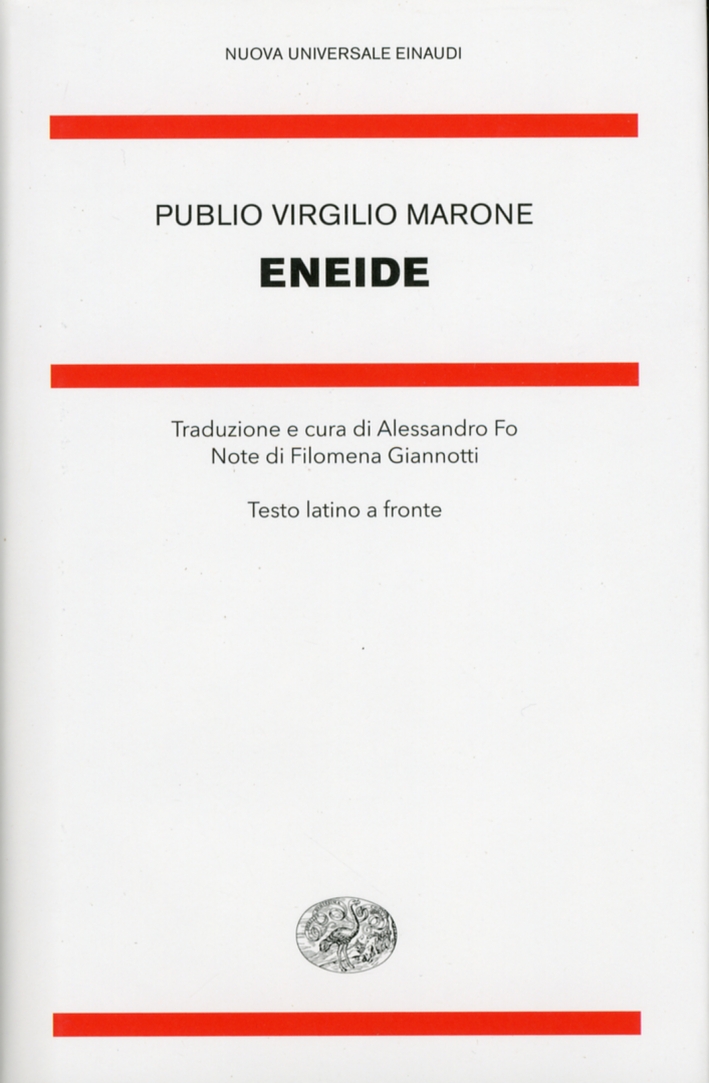 NUOVA UNIVERSALE EINAUDI
PUBLIO VIRGILIO MARONE
ENEIDE
Traduzione e cura di Alessandro Fo
Note di Filomena Giannotti
Testo latino a fronte